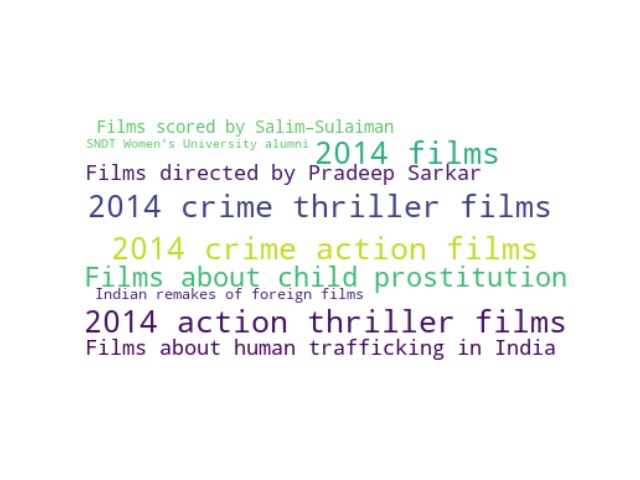 Films scored by Salim–Sulaiman
SNDT Women's University alumni
2014 films
Films directed by Pradeep Sarkar
2014 crime thriller films
2014 crime action films
Films about child prostitution
Indian remakes of foreign films
2014 action thriller films
Films about human trafficking in India